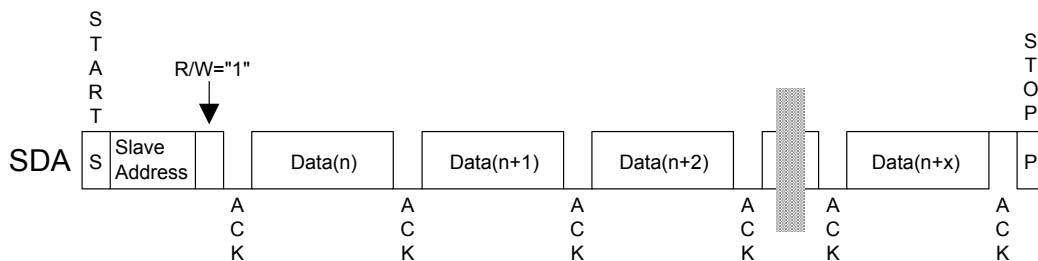 START
STOP
R/W="1"
SDA
S
Slave
Address
Data(n)
Data(n+1)
Data(n+2)
Data(n+x)
P
ACK
ACK
ACK
ACK
ACK
ACK